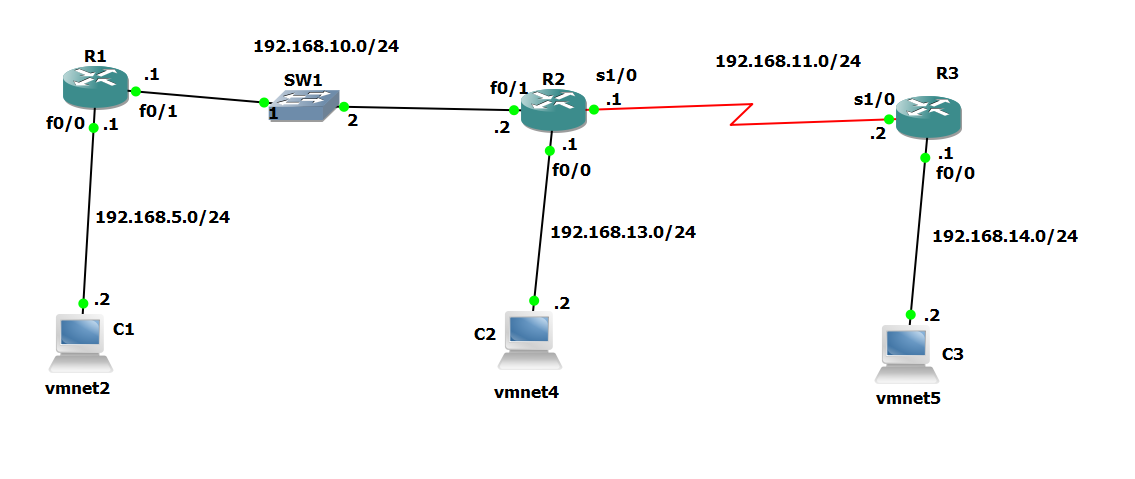 192.168.10.0/24
R1
.1
SW1
f0/1
1
2
f0/0
.1
R2
f0/1
s1/0
.1
.2
.1
f0/0
192.168.11.0/24
R3
s1/0
.2
.1
f0/0
192.168.5.0/24
192.168.13.0/24
192.168.14.0/24
.2
C1
vmnet2
.2
C2
vmnet4
.2
C3
vmnet5